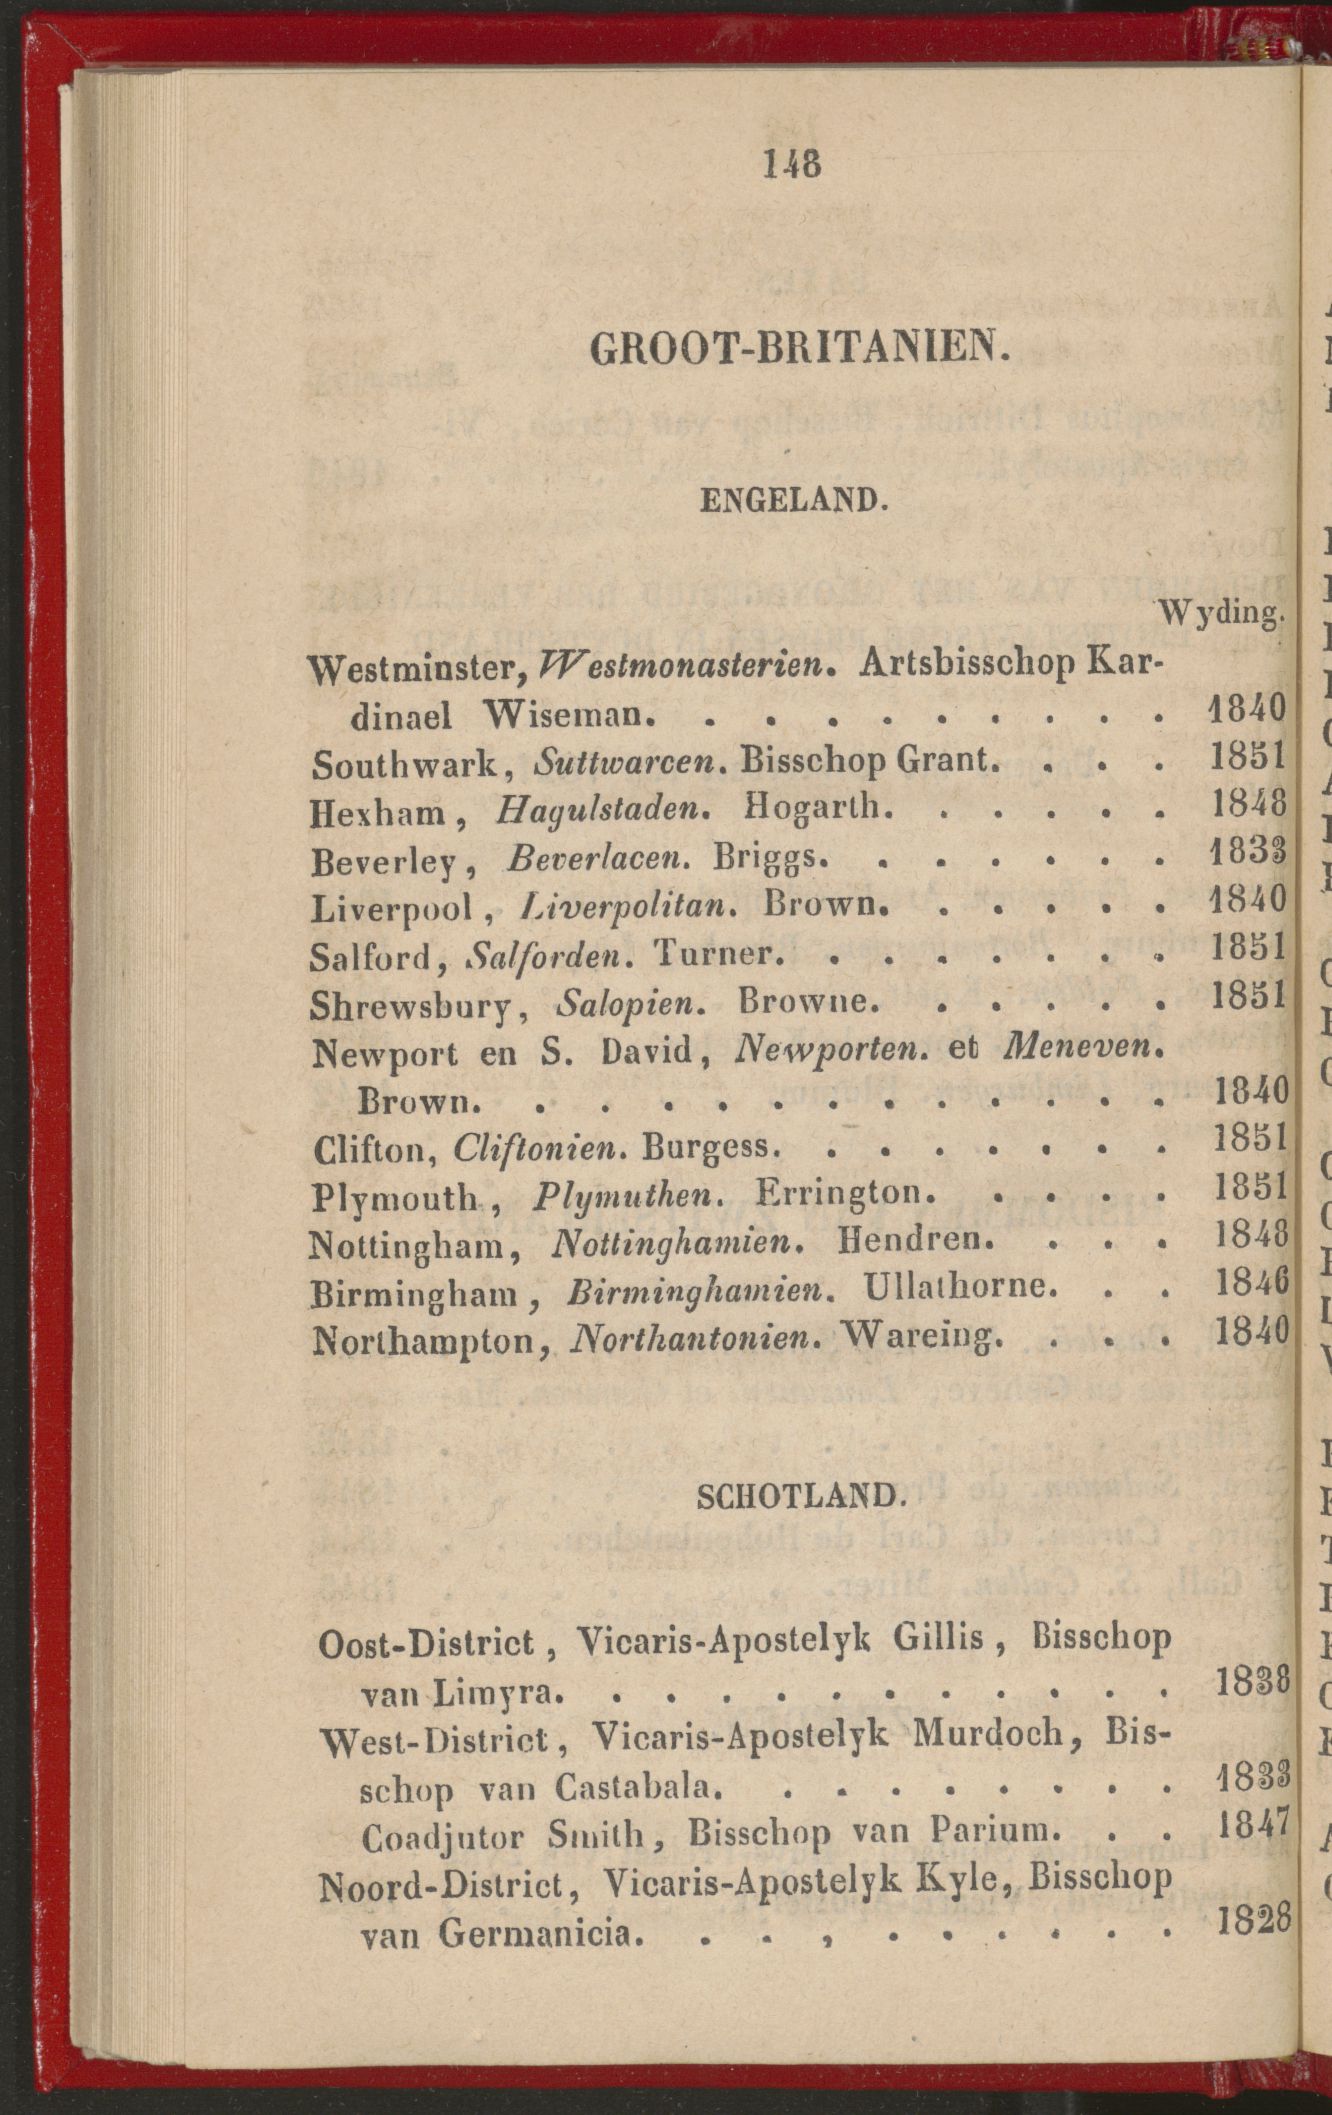 148
GROOT-BRITANIEN.
ENGELAND.
Wyding.
Westminster, Westmonasterien. Artsbisschop Kar-
dinael Wiseman. . . . . . . . . . 1840
Southwark, Suttwarcen. Bisschop Grant. . . . 1851
Hexham, Hagulstaden. Hogarth. . . . . . 1848
Beverley, Beverlacen. Briggs. . . . . . . 1833
Liverpool, Liverpolitan. Brown. . . . . . 1840
Salford, Salforden. Turner. . . . . . . . 1851
Shrewsbury, Salopien. Browne. . . . . . 1851
Newport en S. David, Newporten. et Meneven.
Brown. . . . . . . . . . . . . 1840
Clifton, Cliftonien. Burgess. . . . . . . . 1851
Plymouth, Plymuthen. Errington. . . . . 1851
Nottingham, Nottinghamien. Hendren. . . . 1848
Birmingham, Birminghamien. Ullathorne. . . 1846
Northampton, Northantonien. Wareing. . . . 1840
SCHOTLAND.
Oost-District, Vicaris-Apostelyk Gillis, Bisschop
van Limyra. . . . . . . . . . . . 1838
West-District, Vicaris-Apostelyk Murdoch, Bis-
schop van Castabala. . . . . . . . . 1833
Coadjutor Smith, Bisschop van Parium. . . 1847
Noord-District, Vicaris-Apostelyk Kyle, Bisschop
van Germanicia. . . , . . . . . . 1828